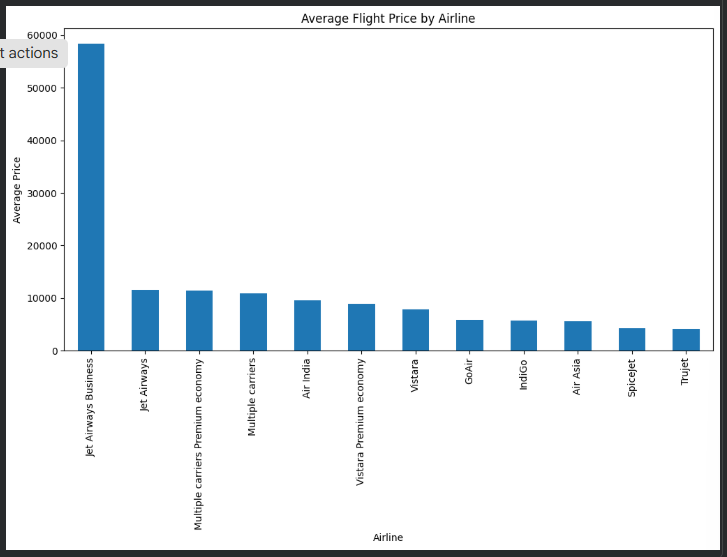 Average Flight Price by Airline
t actions
60000
50000
40000
30000
20000
10000
0
Average Price
Jet Airways Business
Jet Airways
Multiple carriers Premium economy
Multiple carriers
Air India
Vistara Premium economy
Vistara
GoAir
IndiGo
Air Asia
SpiceJet
Trujet
Airline